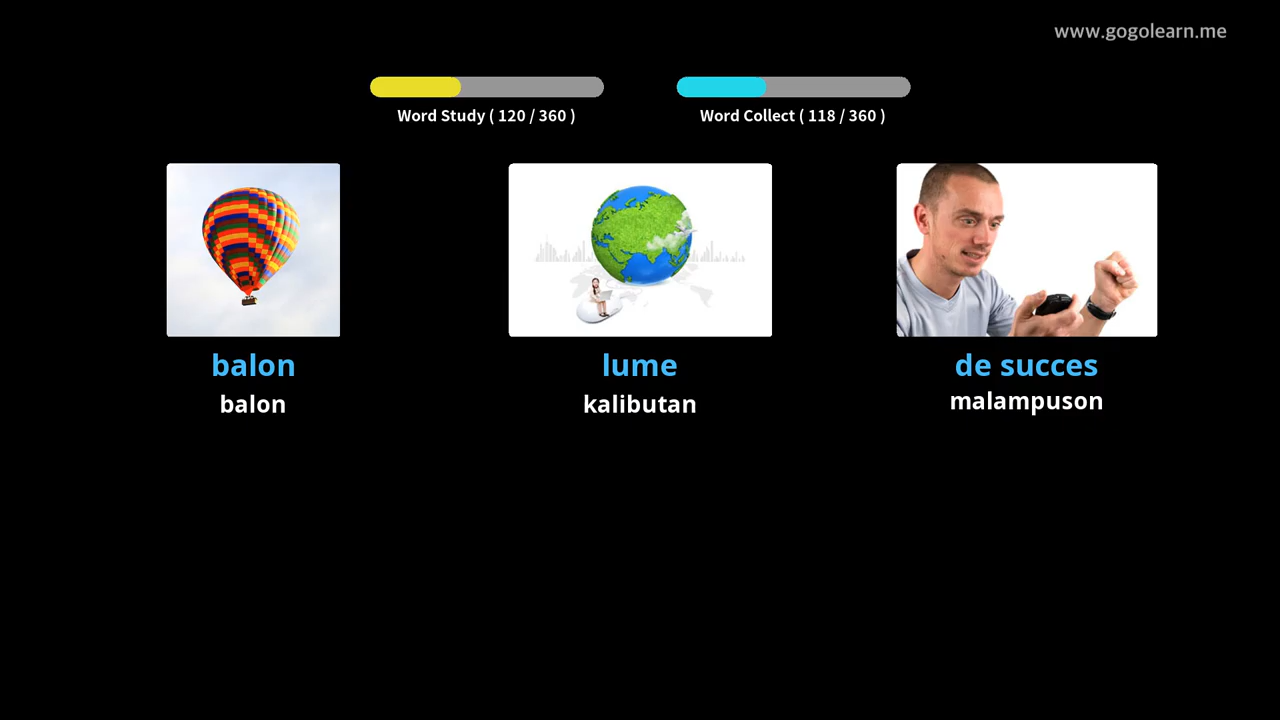 www.gogolearn.me
Word Study ( 120 / 360 )
Word Collect ( 118 / 360 )
balon
balon
lume
kalibutan
de succes
malampuson